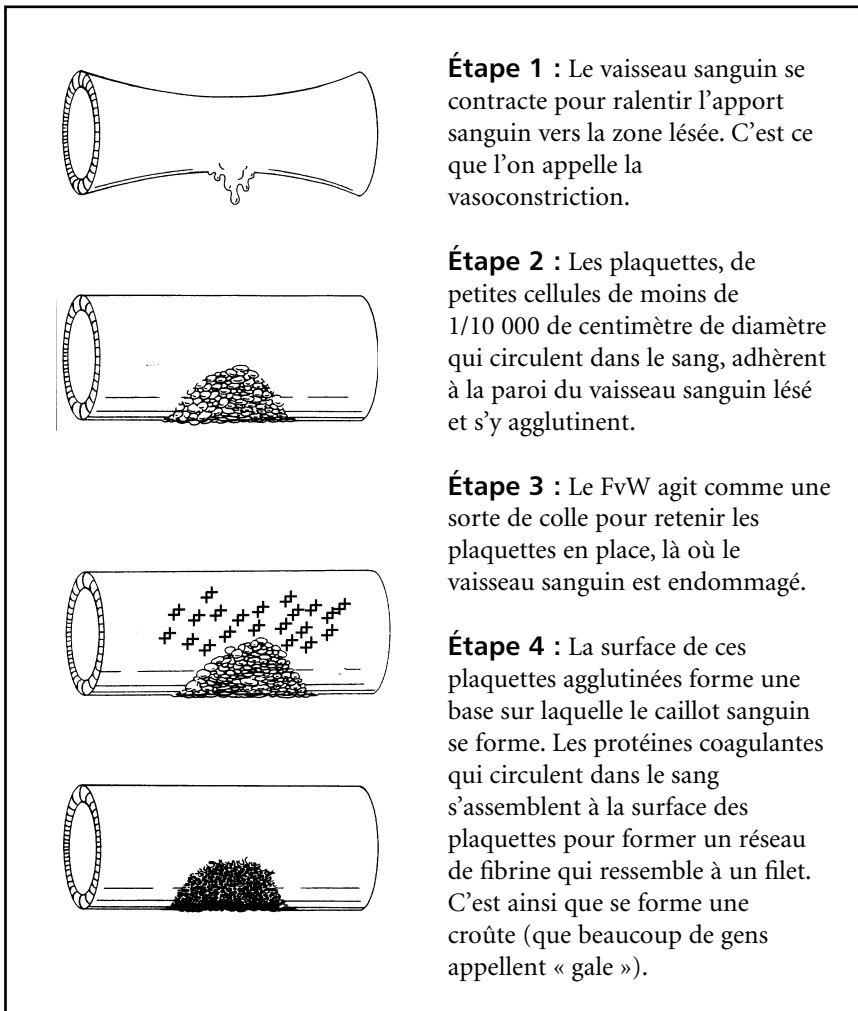 Étape 1 : Le vaisseau sanguin se
contracte pour ralentir l’apport
sanguin vers la zone lésée. C’est ce
que l’on appelle la
vasoconstriction.
Étape 2 : Les plaquettes, de
petites cellules de moins de
1/10 000 de centimètre de diamètre
qui circulent dans le sang, adhèrent
à la paroi du vaisseau sanguin lésé
et s'y agglutinent.
Étape 3 : Le FvW agit comme une
sorte de colle pour retenir les
plaquettes en place, là où le
vaisseau sanguin est endommagé.
Étape 4 : La surface de ces
plaquettes agglutinées forme une
base sur laquelle le caillot sanguin
se forme. Les protéines coagulantes
qui circulent dans le sang
s’assemblent à la surface des
plaquettes pour former un réseau
de fibrine qui ressemble à un filet.
C’est ainsi que se forme une
croûte (que beaucoup de gens
appellent « gale »).